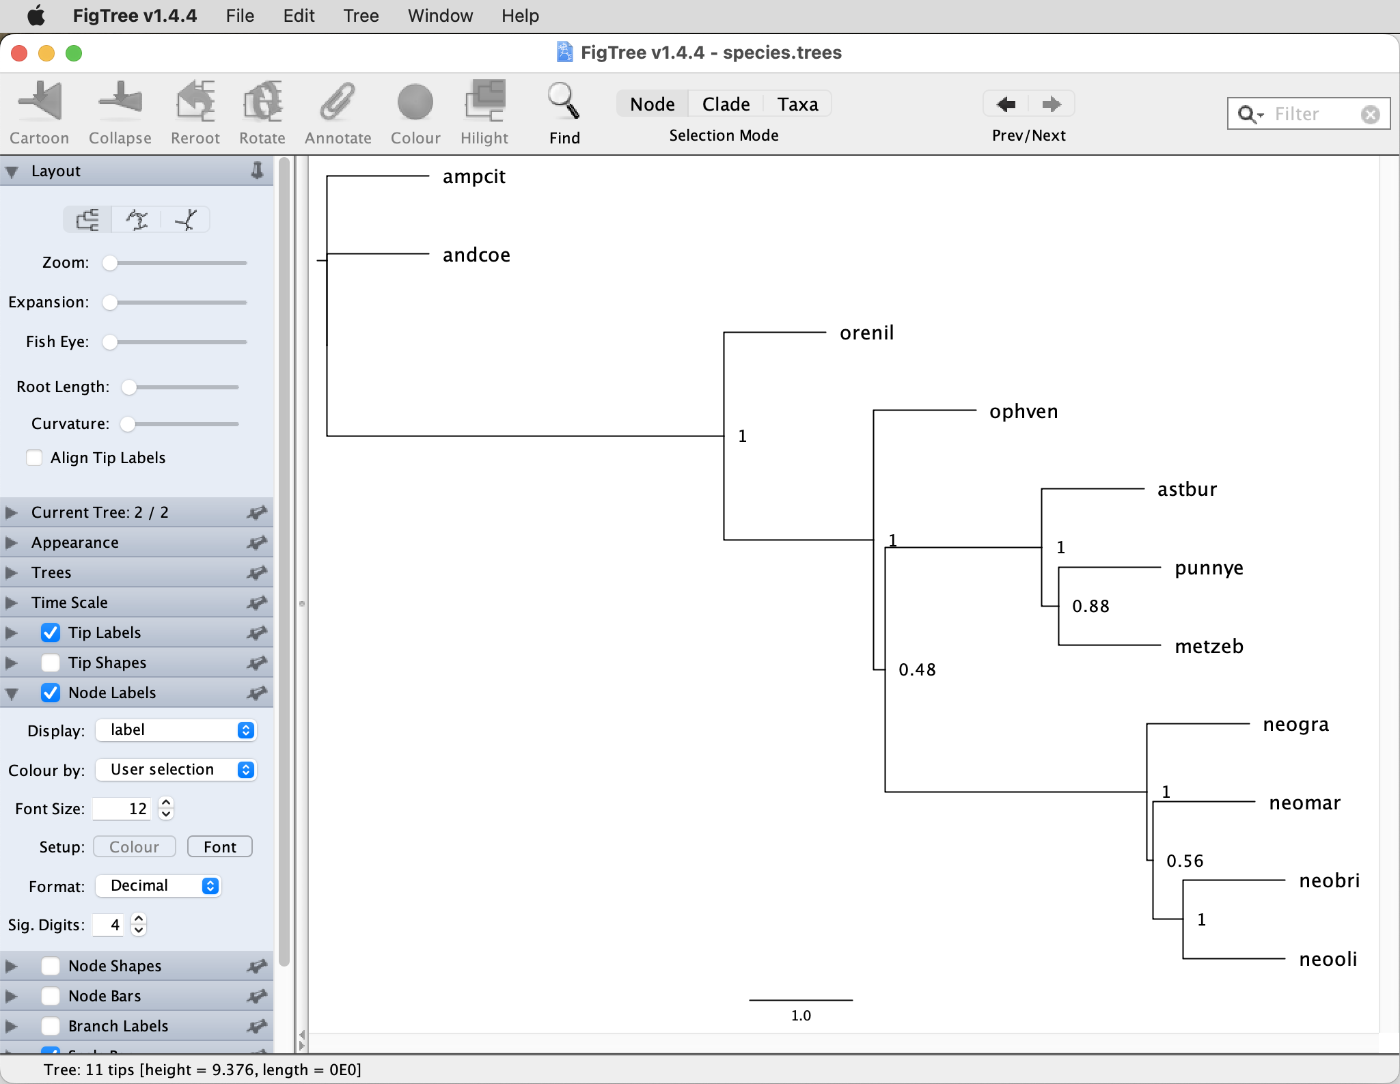 FigTree v1.4.4 File Edit Tree Window Help
FigTree v1.4.4 - species.trees
Cartoon Collapse Reroot Rotate Annotate Colour Hilight Find
Node Clade Taxa
Selection Mode
Prev/Next
Filter
Layout
Zoom:
Expansion:
Fish Eye:
Root Length:
Curvature:
Align Tip Labels
Current Tree: 2 / 2
Appearance
Trees
Time Scale
Tip Labels
Tip Shapes
Node Labels
Display: label
Colour by: User selection
Font Size: 12
Setup: Colour Font
Format: Decimal
Sig. Digits: 4
Node Shapes
Node Bars
Branch Labels
ampcit
andcoe
orenil
ophven
1
astbur
1
1
punnye
0.88
metzeb
0.48
neogra
1
neomar
0.56
neobri
1
neooli
1.0
Tree: 11 tips [height = 9.376, length = 0E0]